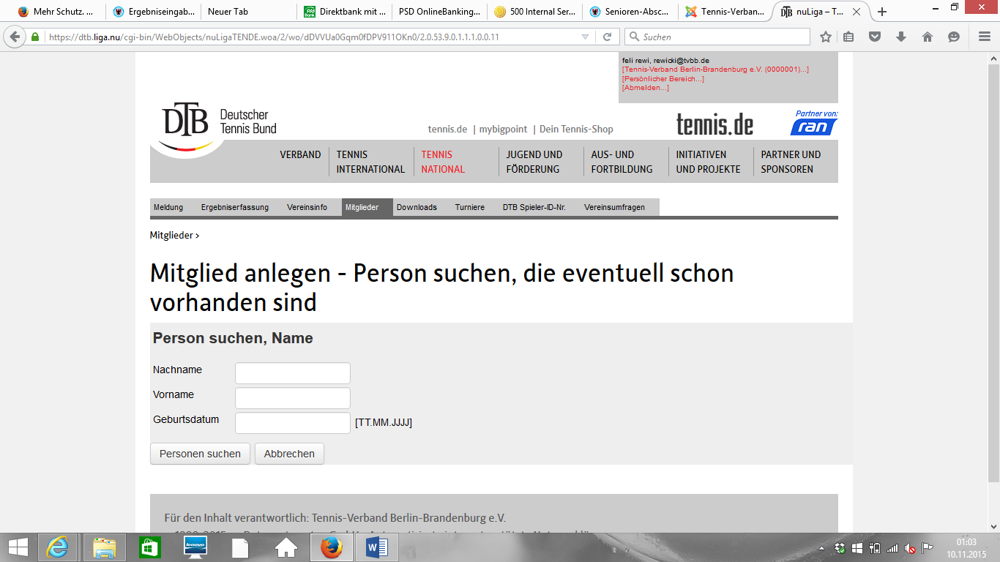 Mehr Schutz. ...
Ergebniseingab...
Neuer Tab
Direktbank mit ...
PSD OnlineBanking...
500 Internal Ser...
Senioren-Absc...
Tennis-Verban...
nuLiga – T...
https://dtb.liga.nu/cgi-bin/WebObjects/nuLigaTENDE.woa/2/wo/dDVVUa0Gqm0fDPV911OKn0/2.0.53.9.0.1.1.1.0.0.11
Suchen
feli rewi, rewicki@tvbb.de
[Tennis-Verband Berlin-Brandenburg e.V. (0000001)...]
[Persönlicher Bereich...]
[Abmelden...]
DTB Deutscher
Tennis Bund
tennis.de | mybigpoint | Dein Tennis-Shop
tennis.de
Partner von:
ran
VERBAND
TENNIS
INTERNATIONAL
TENNIS
NATIONAL
JUGEND UND
FÖRDERUNG
AUS- UND
FORTBILDUNG
INITIATIVEN
UND PROJEKTE
PARTNER UND
SPONSOREN
Meldung Ergebniserfassung Vereinsinfo Mitglieder Downloads Turniere DTB Spieler-ID-Nr. Vereinsumfragen
Mitglieder >
Mitglied anlegen - Person suchen, die eventuell schon
vorhanden sind
Person suchen, Name
Nachname
Vorname
Geburtsdatum [TT.MM.JJJJ]
Personen suchen Abbrechen
Für den Inhalt verantwortlich: Tennis-Verband Berlin-Brandenburg e.V.
lenovo
01:03
10.11.2015